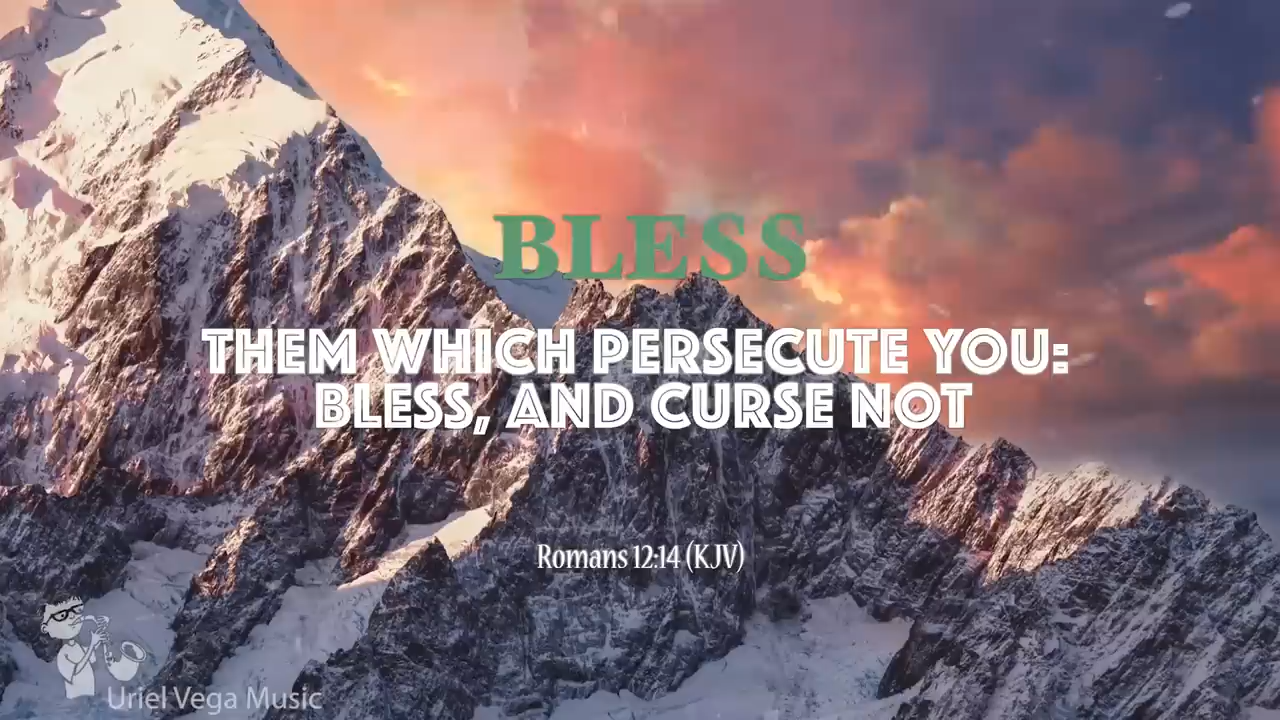 BLESS
THEM WHICH PERSECUTE YOU:
BLESS, AND CURSE NOT
Romans 12:14 (KJV)
Uriel Vega Music